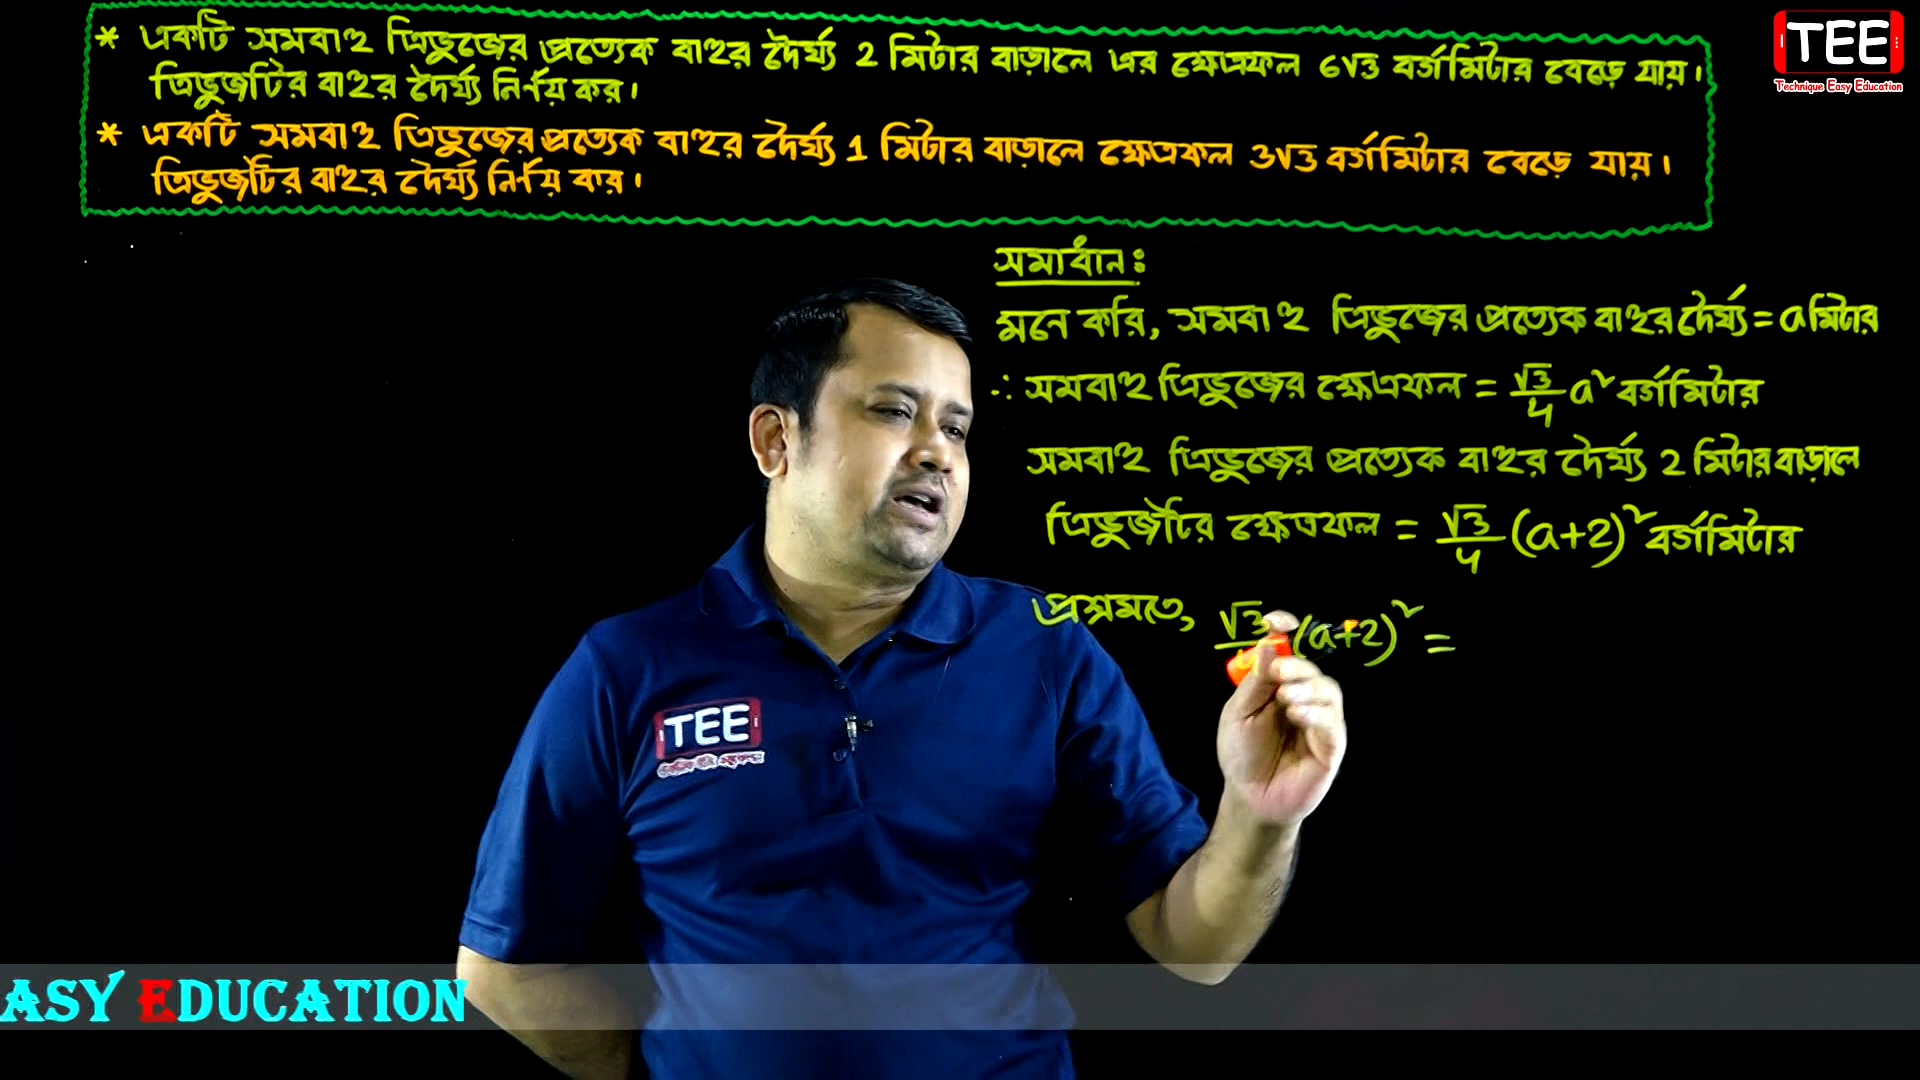 * একটি সমবাহু ত্রিভুজের প্রত্যেক বাহুর দৈর্ঘ্য 2 মিটার বাড়ালে এর ক্ষেত্রফল 6√3 বর্গমিটার বেড়ে যায়।
ত্রিভুজটির বাহুর দৈর্ঘ্য নির্ণয় কর।
* একটি সমবাহু ত্রিভুজের প্রত্যেক বাহুর দৈর্ঘ্য 1 মিটার বাড়ালে ক্ষেত্রফল 3√3 বর্গমিটার বেড়ে যায়।
ত্রিভুজটির বাহুর দৈর্ঘ্য নির্ণয় কর।
TEE
Technique Easy Education
সমাধান:
মনে করি, সমবাহু ত্রিভুজের প্রত্যেক বাহুর দৈর্ঘ্য = a মিটার
∴ সমবাহু ত্রিভুজের ক্ষেত্রফল = √3/4 a² বর্গমিটার
সমবাহু ত্রিভুজের প্রত্যেক বাহুর দৈর্ঘ্য 2 মিটার বাড়ালে
ত্রিভুজটির ক্ষেত্রফল = √3/4 (a+2)² বর্গমিটার
প্রশ্নমতে, √3/4 (a+2)² =
TEE
ASY EDUCATION